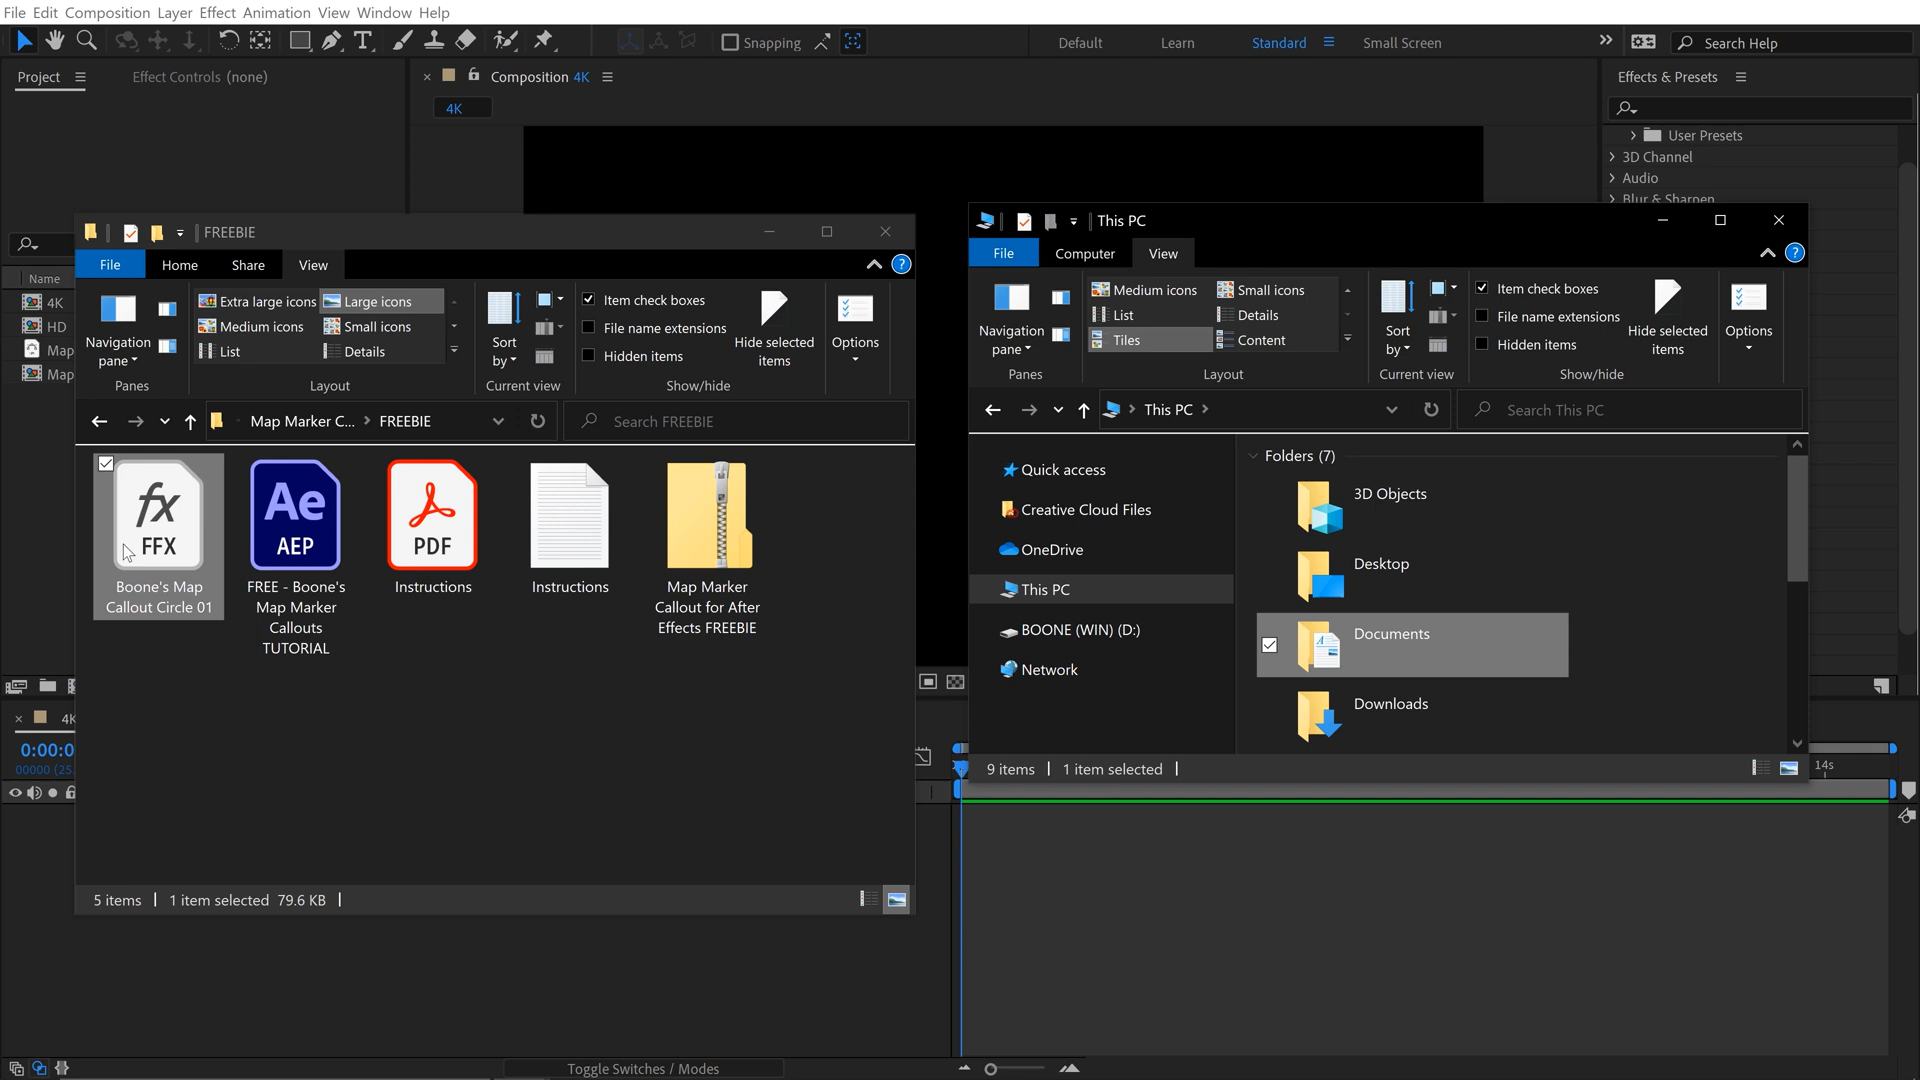 File Edit Composition Layer Effect Animation View Window Help
Snapping
Default
Learn
Standard
Small Screen
Search Help
Project
Effect Controls (none)
Composition 4K
4K
Effects & Presets
User Presets
3D Channel
Audio
Blur & Sharpen
Name
4K
HD
Map
Map
FREEBIE
File
Home
Share
View
Navigation
pane
Panes
Extra large icons
Large icons
Medium icons
Small icons
List
Details
Layout
Sort
by
Current view
Item check boxes
File name extensions
Hidden items
Hide selected
items
Show/hide
Options
Map Marker C...
FREEBIE
Search FREEBIE
fx
FFX
Boone's Map
Callout Circle 01
Ae
AEP
FREE - Boone's
Map Marker
Callouts
TUTORIAL
PDF
Instructions
Instructions
Map Marker
Callout for After
Effects FREEBIE
5 items
1 item selected 79.6 KB
This PC
File
Computer
View
Navigation
pane
Panes
Medium icons
Small icons
List
Details
Tiles
Content
Layout
Sort
by
Current view
Item check boxes
File name extensions
Hidden items
Hide selected
items
Show/hide
Options
This PC
Search This PC
Quick access
Creative Cloud Files
OneDrive
This PC
BOONE (WIN) (D:)
Network
Folders (7)
3D Objects
Desktop
Documents
Downloads
9 items
1 item selected
4K
0:00:0
00000 (25.
14s
Toggle Switches / Modes